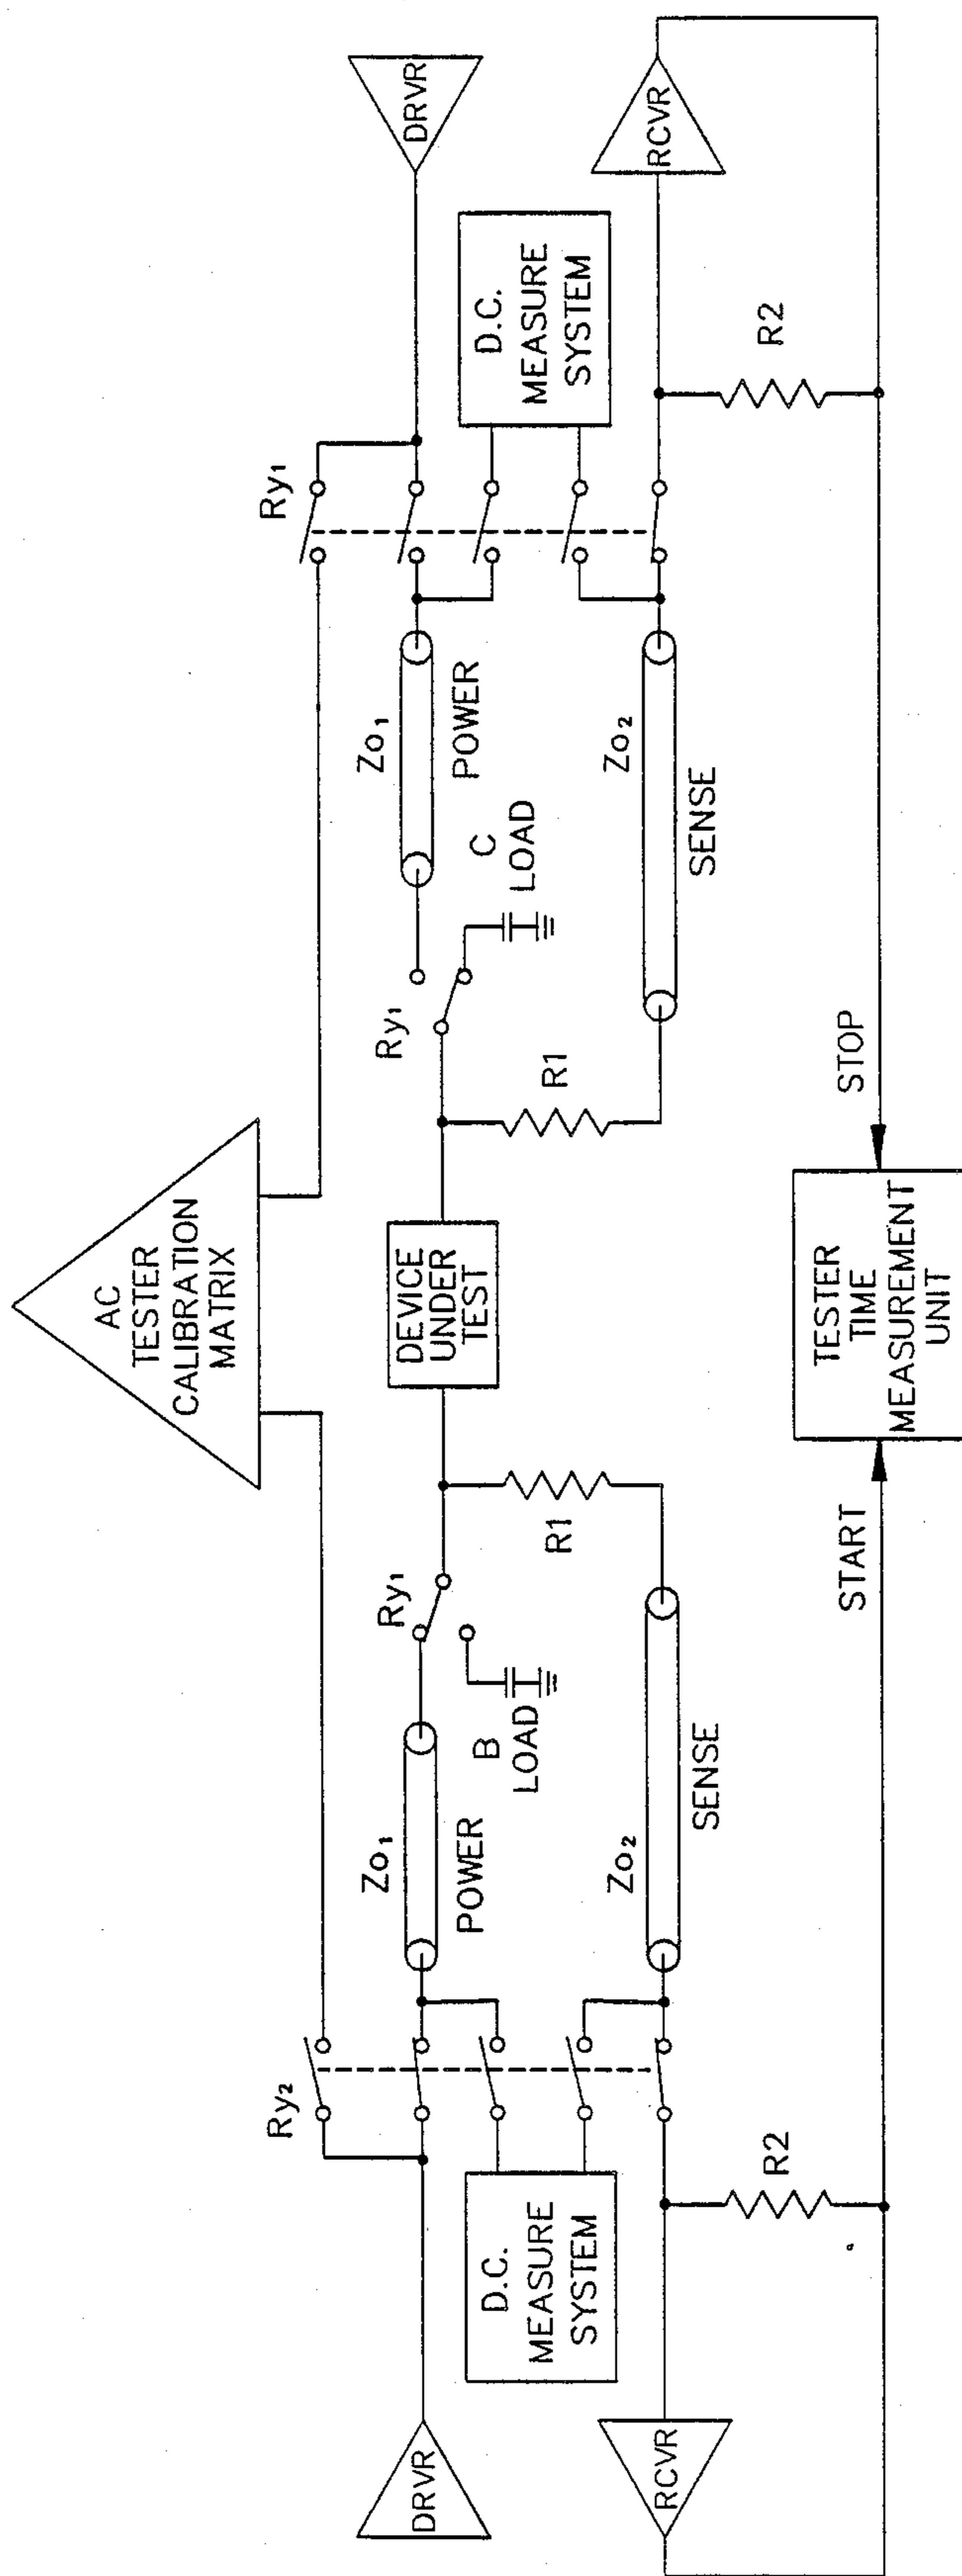 AC
TESTER
CALIBRATION
MATRIX
Ry2
Ry1
DRVR
Zo1
POWER
Ry1
DEVICE
UNDER
TEST
Ry1
Zo1
POWER
DRVR
D.C.
MEASURE
SYSTEM
B
LOAD
C
LOAD
D.C.
MEASURE
SYSTEM
R1
R1
RCVR
Zo2
SENSE
Zo2
SENSE
RCVR
R2
R2
START
STOP
TESTER
TIME
MEASUREMENT
UNIT